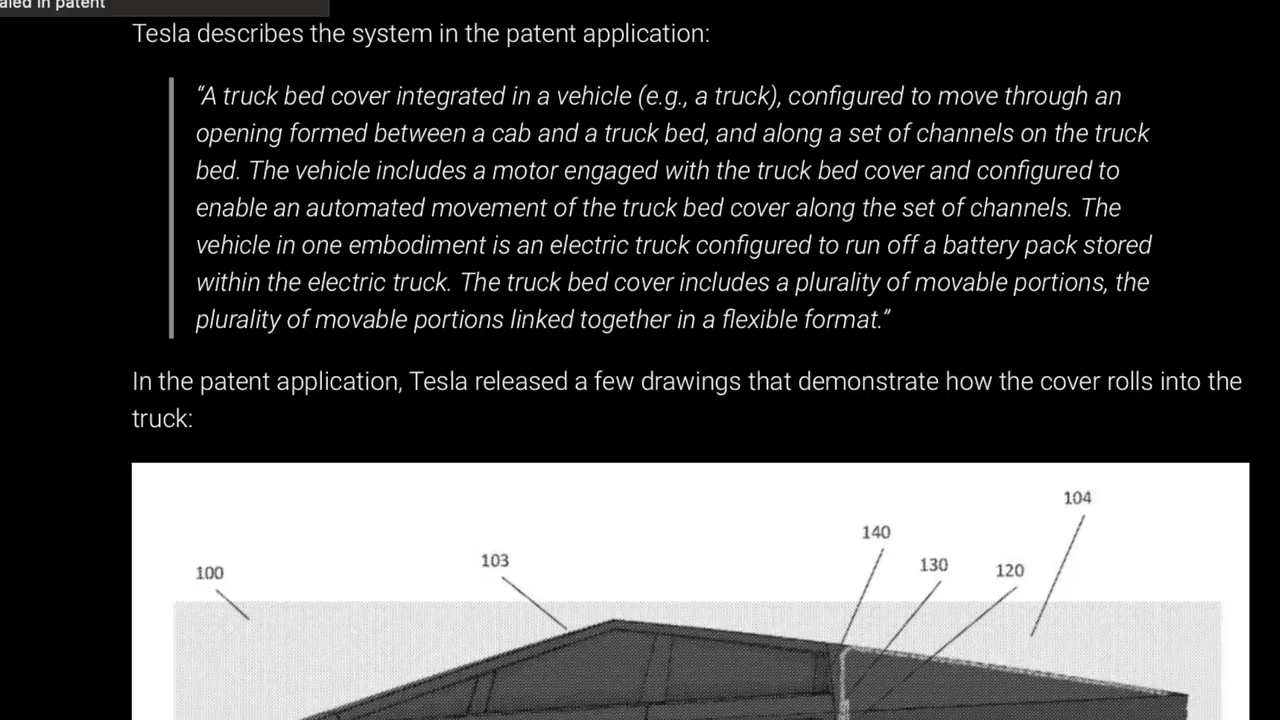 aled in patent
Tesla describes the system in the patent application:
“A truck bed cover integrated in a vehicle (e.g., a truck), configured to move through an
opening formed between a cab and a truck bed, and along a set of channels on the truck
bed. The vehicle includes a motor engaged with the truck bed cover and configured to
enable an automated movement of the truck bed cover along the set of channels. The
vehicle in one embodiment is an electric truck configured to run off a battery pack stored
within the electric truck. The truck bed cover includes a plurality of movable portions, the
plurality of movable portions linked together in a flexible format.”
In the patent application, Tesla released a few drawings that demonstrate how the cover rolls into the
truck:
104
140
103
130
120
100